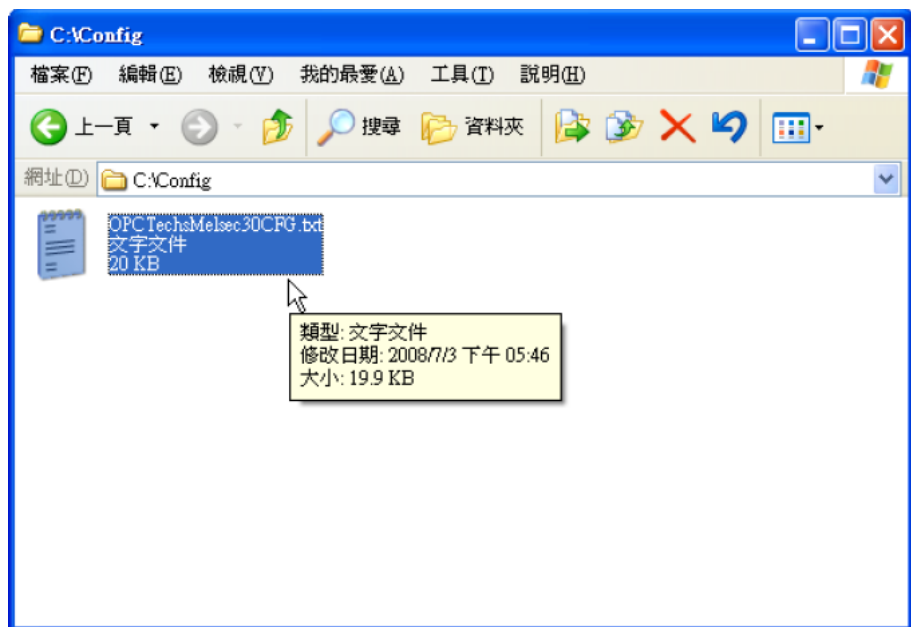 C:\Config
檔案(F) 編輯(E) 檢視(V) 我的最愛(A) 工具(T) 說明(H)
上一頁 搜尋 資料夾
網址(D) C:\Config
OPCTechsMelsec30CFG.txt
文字文件
20 KB
類型: 文字文件
修改日期: 2008/7/3 下午 05:46
大小: 19.9 KB